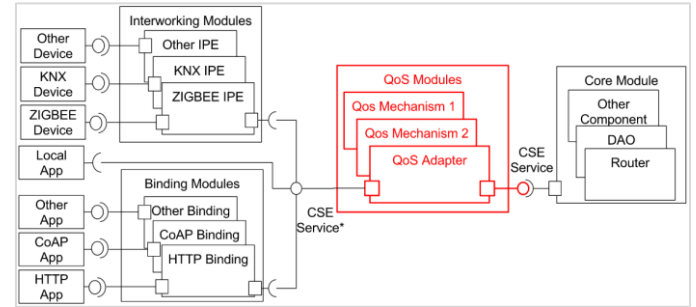 Other
Device
KNX
Device
ZIGBEE
Device
Local
App
Other
App
CoAP
App
HTTP
App
Interworking Modules
Other IPE
KNX IPE
ZIGBEE IPE
Binding Modules
Other Binding
CoAP Binding
HTTP Binding
CSE
Service*
QoS Modules
Qos Mechanism 1
Qos Mechanism 2
QoS Adapter
CSE
Service
Core Module
Other
Component
DAO
Router